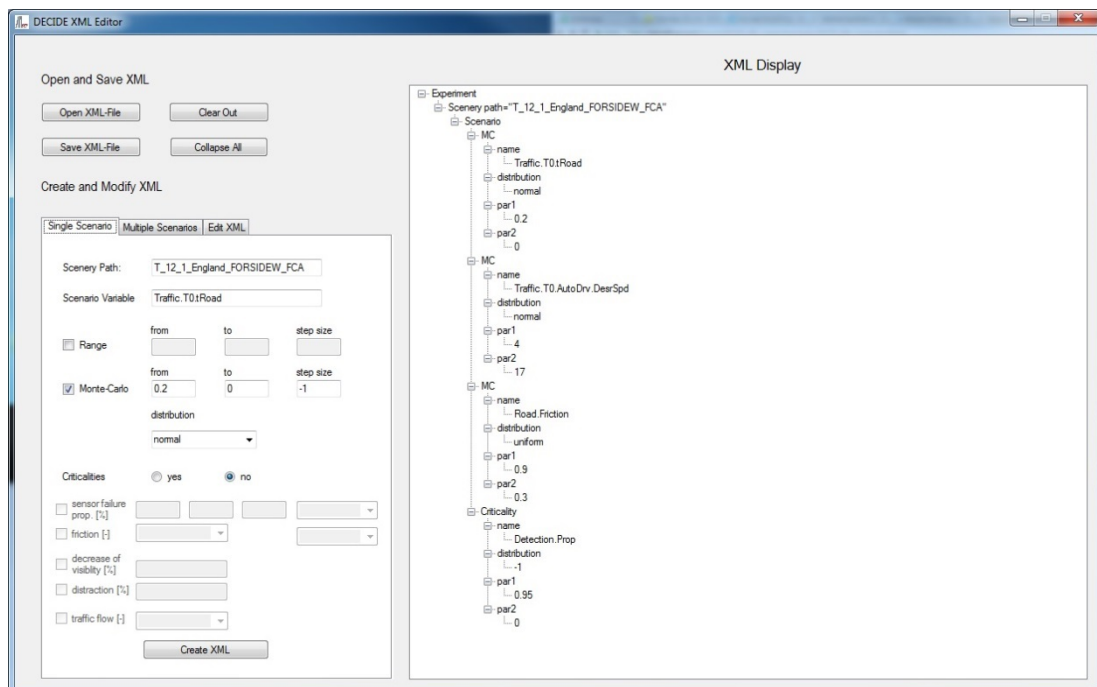 DECIDE XML Editor
Open and Save XML
Open XML-File Clear Out
Save XML-File Collapse All
Create and Modify XML
Single Scenario Multiple Scenarios Edit XML
Scenery Path: T_12_1_England_FORSIDEW_FCA
Scenario Variable Traffic.T0.tRoad
from to step size
Range
from to step size
Monte-Carlo 0.2 0 -1
distribution
normal
Criticalities yes no
sensor failure
prop. [%]
friction [-]
decrease of
visiblity [%]
distraction [%]
traffic flow [-]
Create XML
XML Display
Experiment
Scenery path="T_12_1_England_FORSIDEW_FCA"
Scenario
MC
name
Traffic.T0.tRoad
distribution
normal
par1
0.2
par2
0
MC
name
Traffic.T0.AutoDrv.DesrSpd
distribution
normal
par1
4
par2
17
MC
name
Road.Friction
distribution
uniform
par1
0.9
par2
0.3
Criticality
name
Detection.Prop
distribution
-1
par1
0.95
par2
0